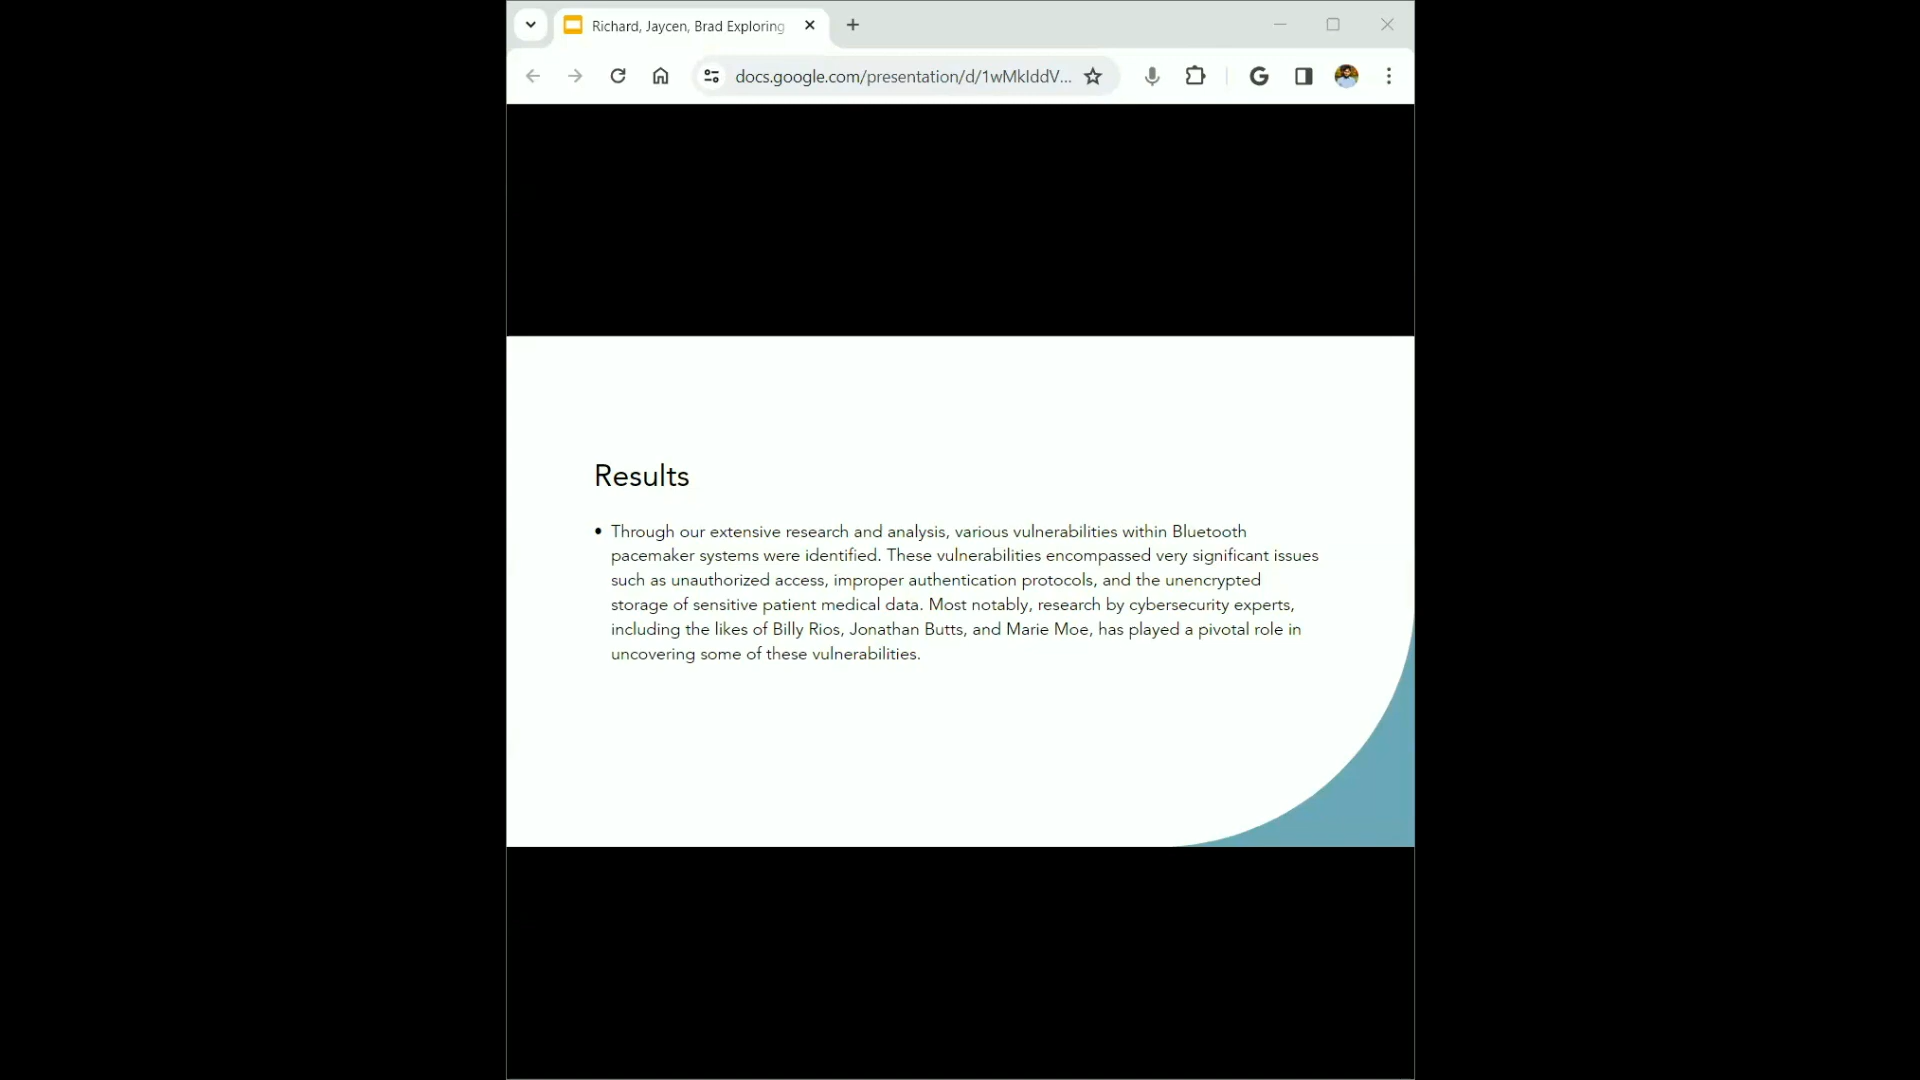 Richard, Jaycen, Brad Exploring
docs.google.com/presentation/d/1wMkIddV...
Results
• Through our extensive research and analysis, various vulnerabilities within Bluetooth
pacemaker systems were identified. These vulnerabilities encompassed very significant issues
such as unauthorized access, improper authentication protocols, and the unencrypted
storage of sensitive patient medical data. Most notably, research by cybersecurity experts,
including the likes of Billy Rios, Jonathan Butts, and Marie Moe, has played a pivotal role in
uncovering some of these vulnerabilities.